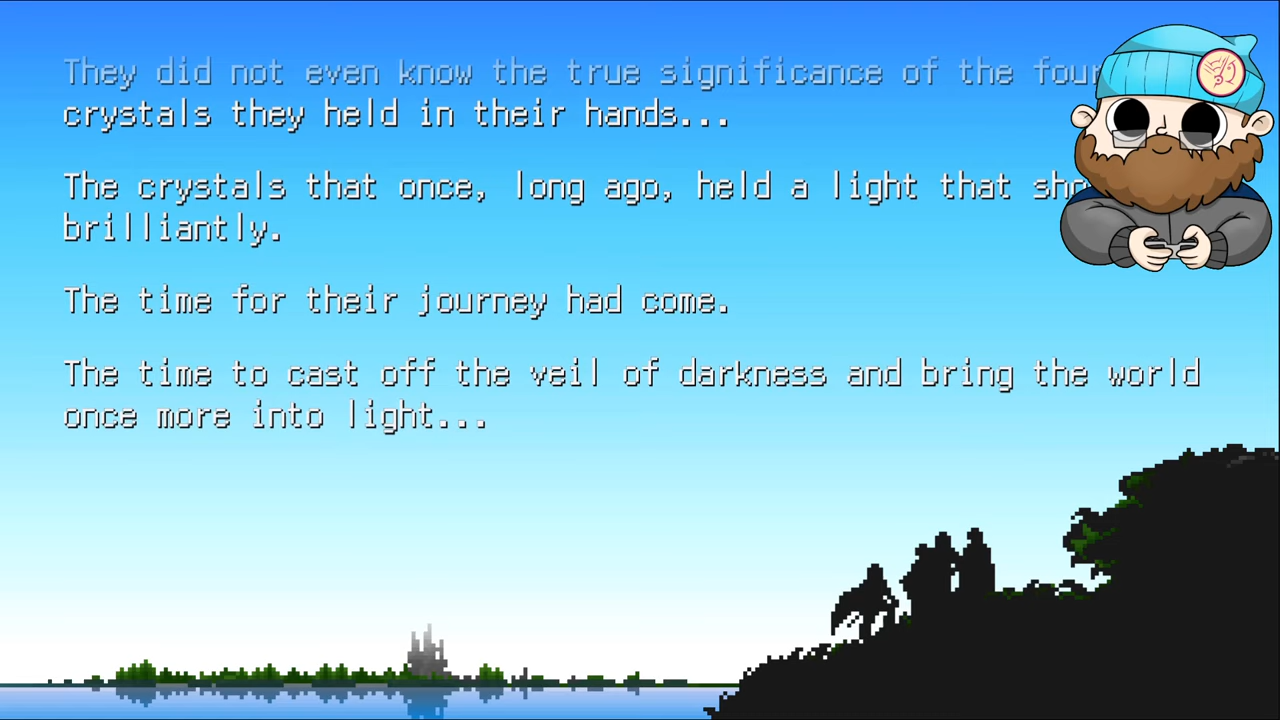 They did not even know the true significance of the four
crystals they held in their hands...
The crystals that once, long ago, held a light that
brilliantly.
The time for their journey had come.
The time to cast off the veil of darkness and bring the world
once more into light...